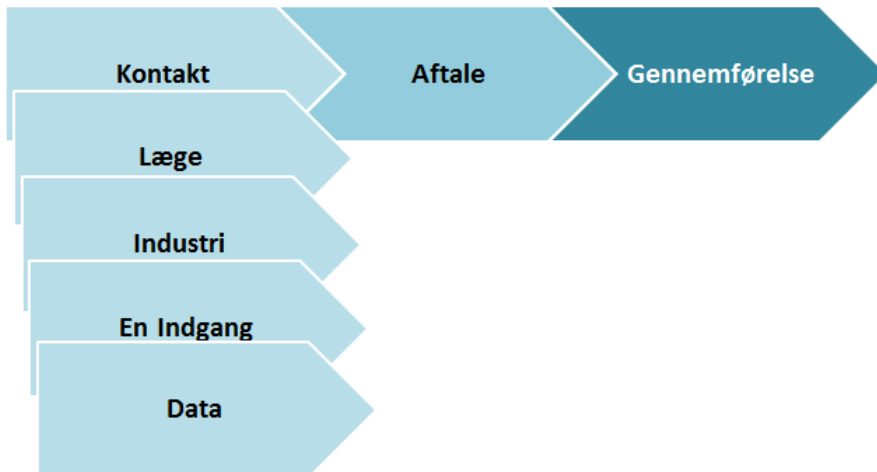 Kontakt
Aftale
Gennemførelse
Læge
Industri
En Indgang
Data